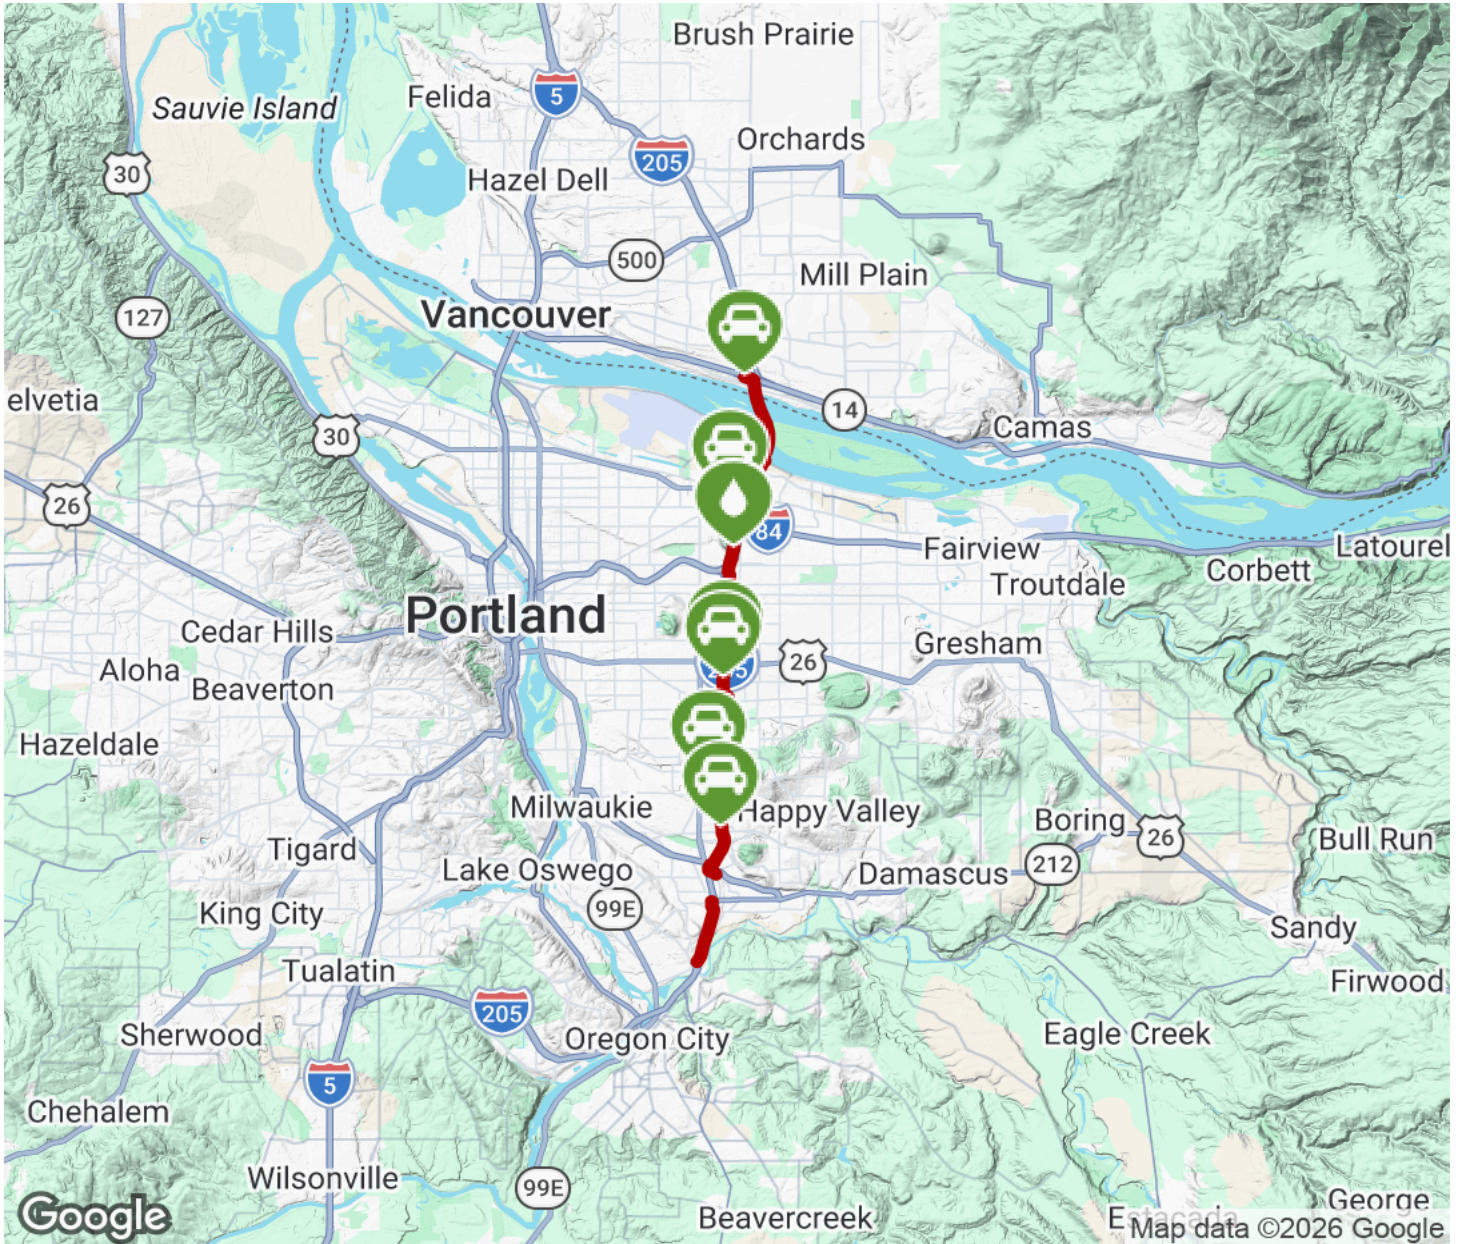 Brush Prairie
Felida
5
Sauvie Island
Orchards
205
30
Hazel Dell
500
Mill Plain
Vancouver
127
elvetia
14
Camas
30
26
84
Fairview
Latourel
Corbett
Troutdale
Portland
Cedar Hills
Gresham
26
Aloha
Beaverton
Hazeldale
Milwaukie
Happy Valley
Boring
26
Bull Run
Tigard
212
Lake Oswego
Damascus
99E
King City
Sandy
Tualatin
Firwood
205
Sherwood
Oregon City
Eagle Creek
5
Chehalem
Wilsonville
99E
George
Google
Beavercreek
Map data ©2026 Google